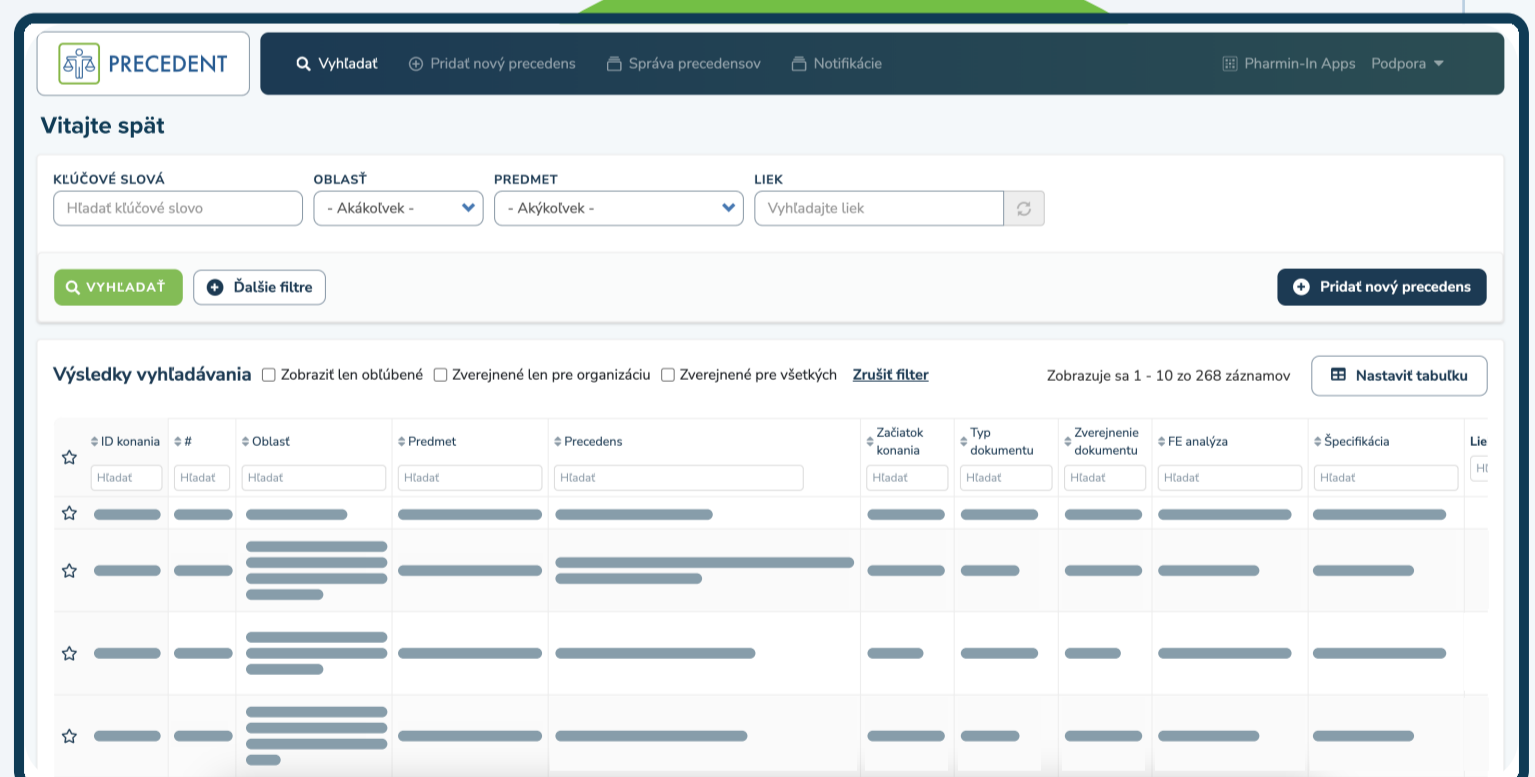 PRECEDENT
Vyhľadať
Pridať nový precedens
Správa precedensov
Notifikácie
Pharmin-In Apps
Podpora
Vitajte späť
KĽÚČOVÉ SLOVÁ
OBLASŤ
PREDMET
LIEK
Hľadať kľúčové slovo
- Akákoľvek -
- Akýkoľvek -
Vyhľadajte liek
VYHĽADAŤ
Ďalšie filtre
Pridať nový precedens
Výsledky vyhľadávania
Zobraziť len obľúbené
Zverejnené len pre organizáciu
Zverejnené pre všetkých
Zrušiť filter
Zobrazuje sa 1 - 10 zo 268 záznamov
Nastaviť tabuľku
ID konania
#
Oblasť
Predmet
Precedens
Začiatok
konania
Typ
dokumentu
Zverejnenie
dokumentu
FE analýza
Špecifikácia
Lie
Hľadať
Hľadať
Hľadať
Hľadať
Hľadať
Hľadať
Hľadať
Hľadať
Hľadať
Hľadať